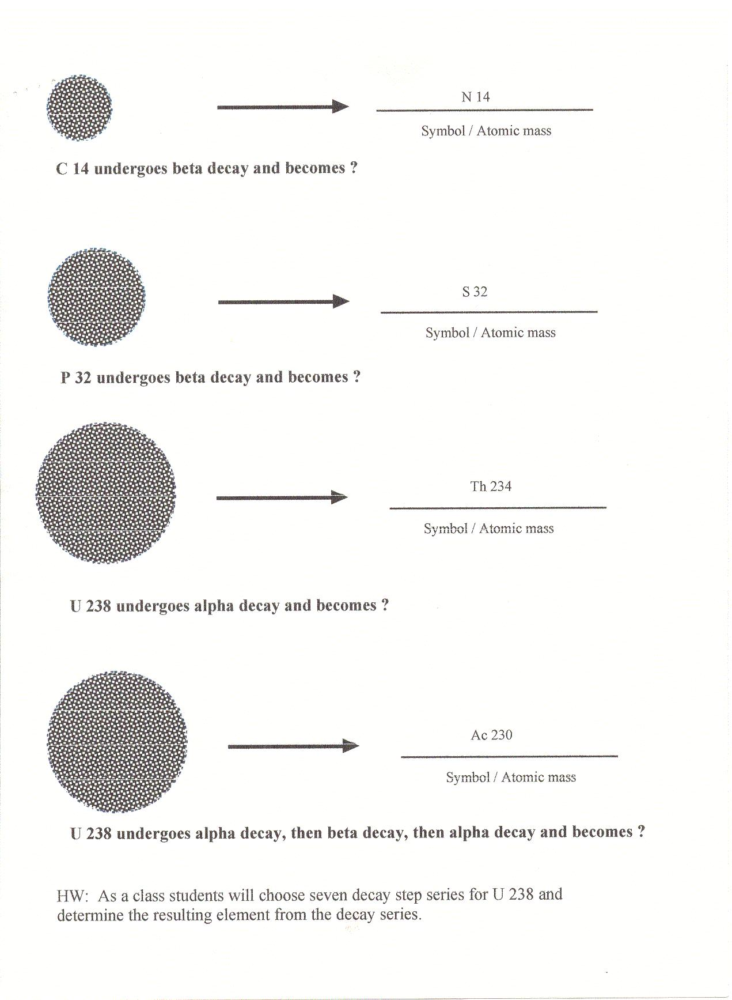 N 14
Symbol / Atomic mass
C 14 undergoes beta decay and becomes ?
S 32
Symbol / Atomic mass
P 32 undergoes beta decay and becomes ?
Th 234
Symbol / Atomic mass
U 238 undergoes alpha decay and becomes ?
Ac 230
Symbol / Atomic mass
U 238 undergoes alpha decay, then beta decay, then alpha decay and becomes ?
HW: As a class students will choose seven decay step series for U 238 and
determine the resulting element from the decay series.